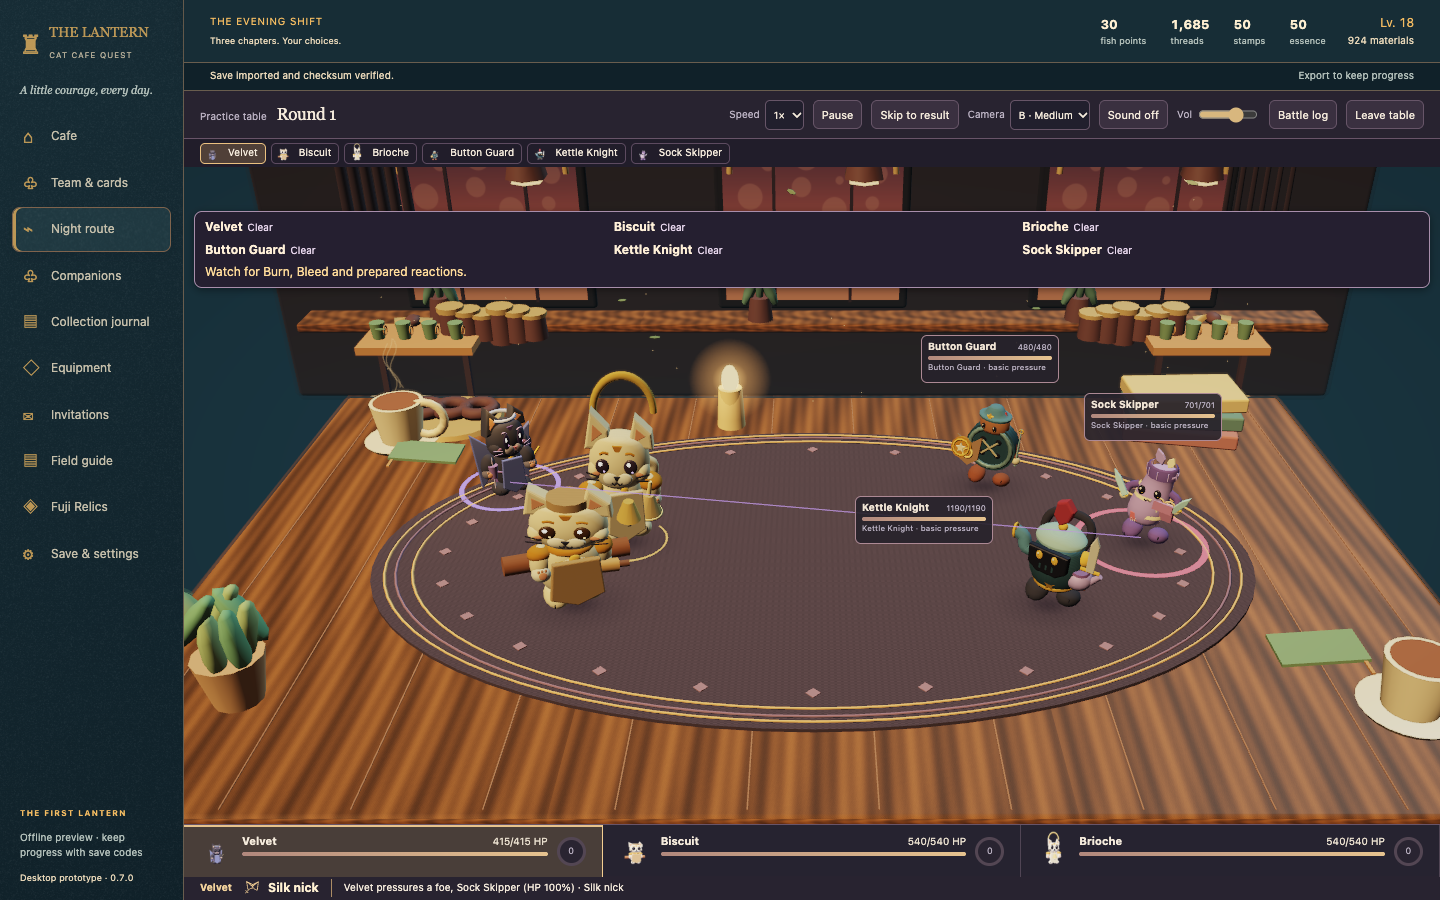 THE LANTERN
CAT CAFE QUEST
A little courage, every day.
Cafe
Team & cards
Night route
Companions
Collection journal
Equipment
Invitations
Field guide
Fuji Relics
Save & settings
THE FIRST LANTERN
Offline preview · keep
progress with save codes
Desktop prototype · 0.7.0
THE EVENING SHIFT
Three chapters. Your choices.
30 fish points
1,685 threads
50 stamps
50 essence
Lv. 18
924 materials
Save imported and checksum verified.
Export to keep progress
Practice table Round 1
Speed 1x Pause Skip to result Camera B · Medium Sound off Vol Battle log Leave table
Velvet Biscuit Brioche Button Guard Kettle Knight Sock Skipper
Velvet Clear Biscuit Clear Brioche Clear
Button Guard Clear Kettle Knight Clear Sock Skipper Clear
Watch for Burn, Bleed and prepared reactions.
Button Guard 480/480
Button Guard · basic pressure
Sock Skipper 701/701
Sock Skipper · basic pressure
Kettle Knight 1190/1190
Kettle Knight · basic pressure
Velvet 415/415 HP 0
Biscuit 540/540 HP 0
Brioche 540/540 HP 0
Velvet Silk nick Velvet pressures a foe, Sock Skipper (HP 100%) · Silk nick